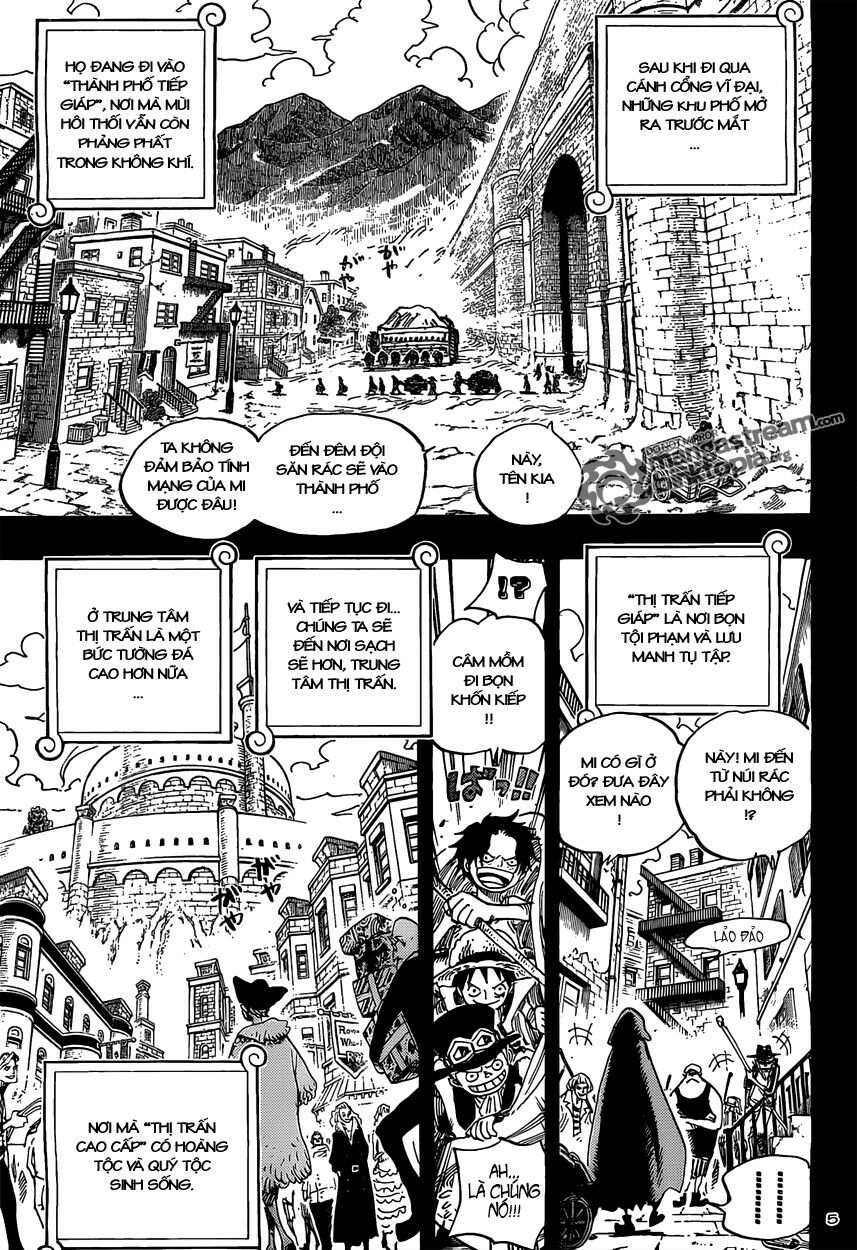 SAU KHI ĐI QUA
CÁNH CỔNG VĨ ĐẠI,
NHỮNG KHU PHỐ MỞ
RA TRƯỚC MẮT
...
HỌ ĐANG ĐI VÀO
“THÀNH PHỐ TIẾP
GIÁP”, NƠI MÀ MÙI
HÔI THỐI VẪN CÒN
PHẢNG PHẤT
TRONG KHÔNG KHÍ.
NÀY,
TÊN KIA
!
ĐẾN ĐÊM ĐỘI
SĂN RÁC SẼ VÀO
THÀNH PHỐ
...
TA KHÔNG
ĐẢM BẢO TÍNH
MẠNG CỦA MI
ĐƯỢC ĐÂU!
mangastream.com
“THỊ TRẤN TIẾP
GIÁP” LÀ NƠI BỌN
TỘI PHẠM VÀ LƯU
MANH TỤ TẬP.
NÀY! MI ĐẾN
TỪ NÚI RÁC
PHẢI KHÔNG
!?
MI CÓ GÌ Ở
ĐÓ? ĐƯA ĐÂY
XEM NÀO
!
LẢO ĐẢO
!?
CÂM MỒM
ĐI BỌN
KHỐN KIẾP
!!
ばっ!!
AH...
LÀ CHÚNG
NÓ!!!
VÀ TIẾP TỤC ĐI...
CHÚNG TA SẼ
ĐẾN NƠI SẠCH
SẼ HƠN, TRUNG
TÂM THỊ TRẤN.
Ở TRUNG TÂM
THỊ TRẤN LÀ MỘT
BỨC TƯỜNG ĐÁ
CAO HƠN NỮA
...
NƠI MÀ “THỊ TRẤN
CAO CẤP” CÓ HOÀNG
TỘC VÀ QUÝ TỘC
SINH SỐNG.
5